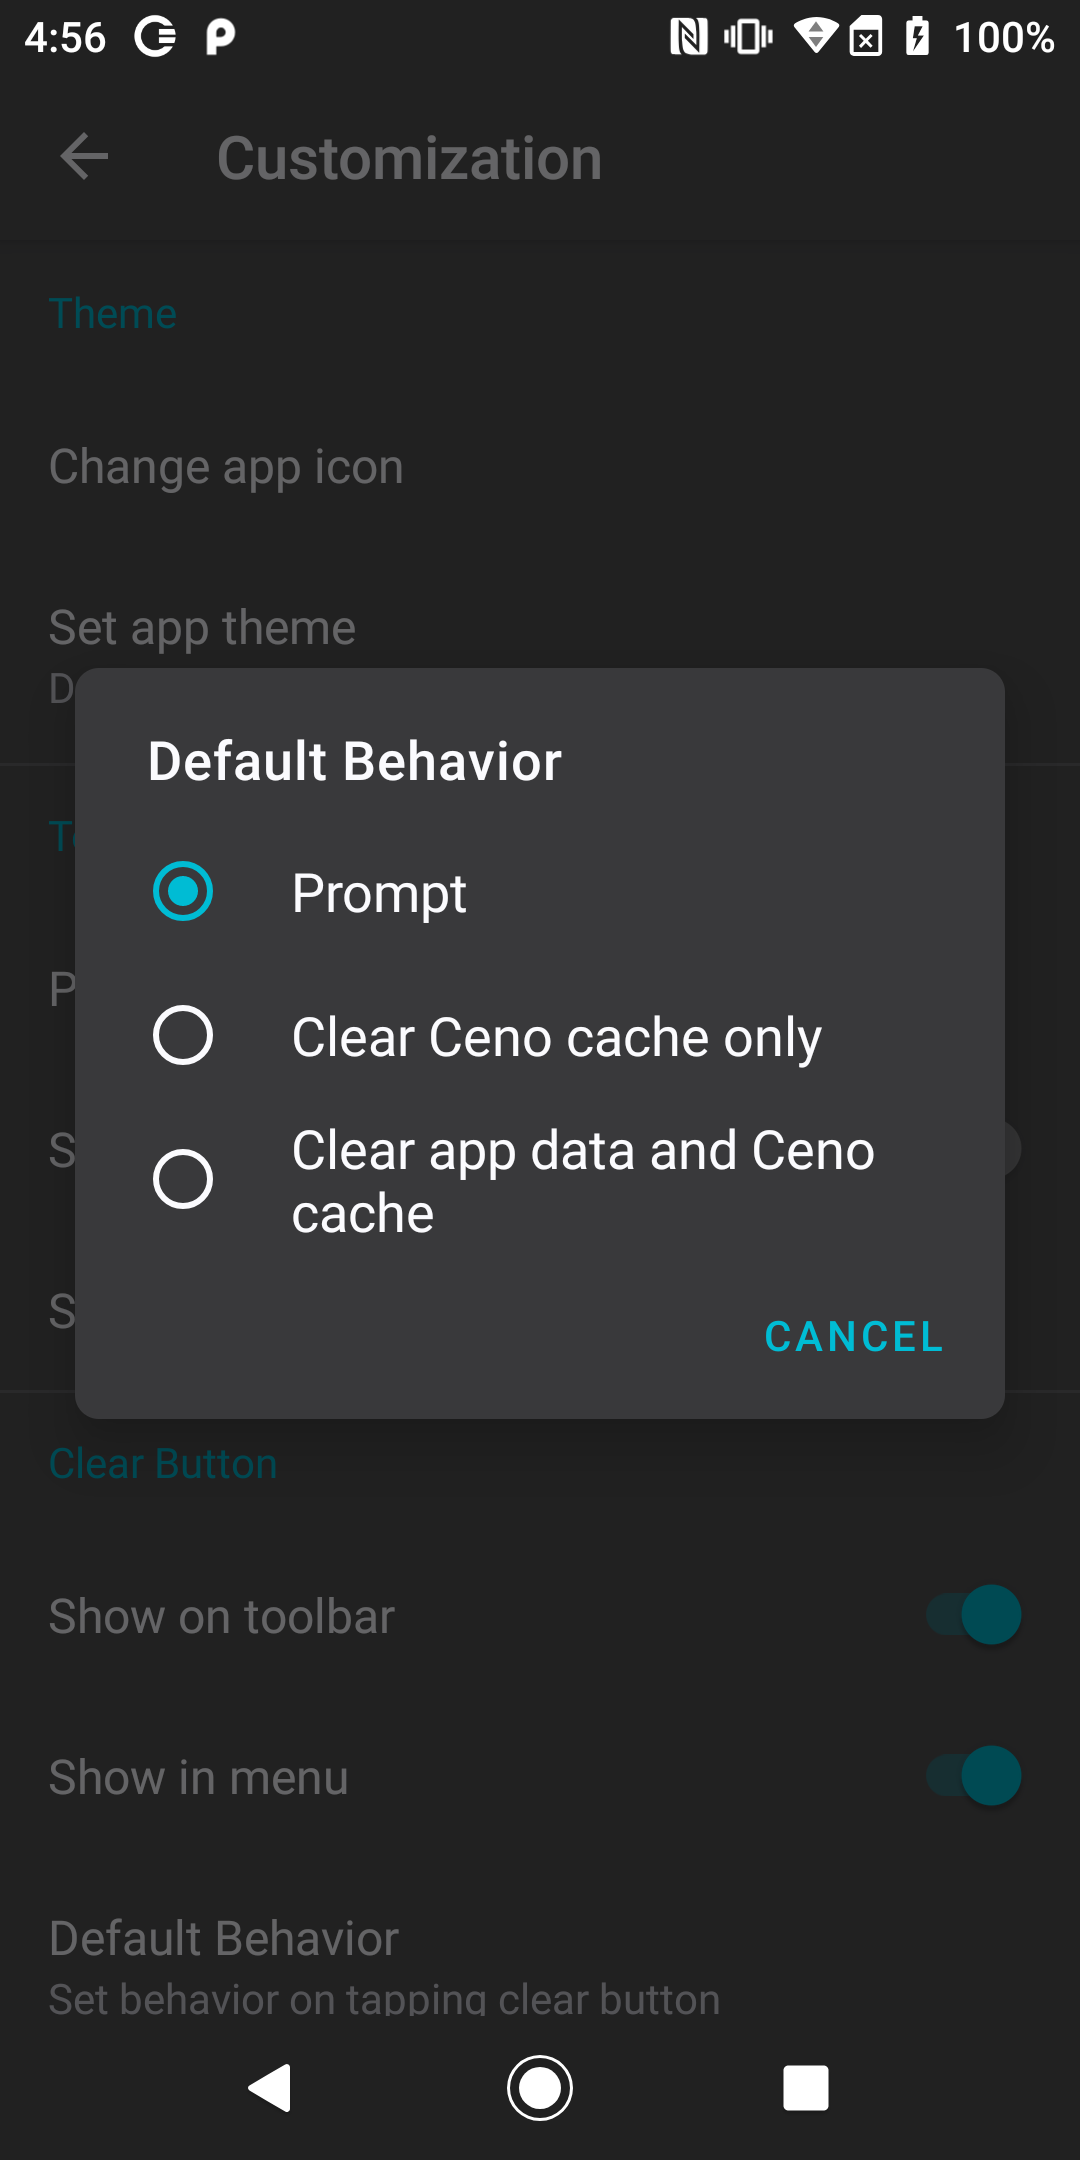 4:56
100%
Customization
Theme
Change app icon
Set app theme
Default Behavior
Prompt
Clear Ceno cache only
Clear app data and Ceno
cache
CANCEL
Clear Button
Show on toolbar
Show in menu
Default Behavior
Set behavior on tapping clear button